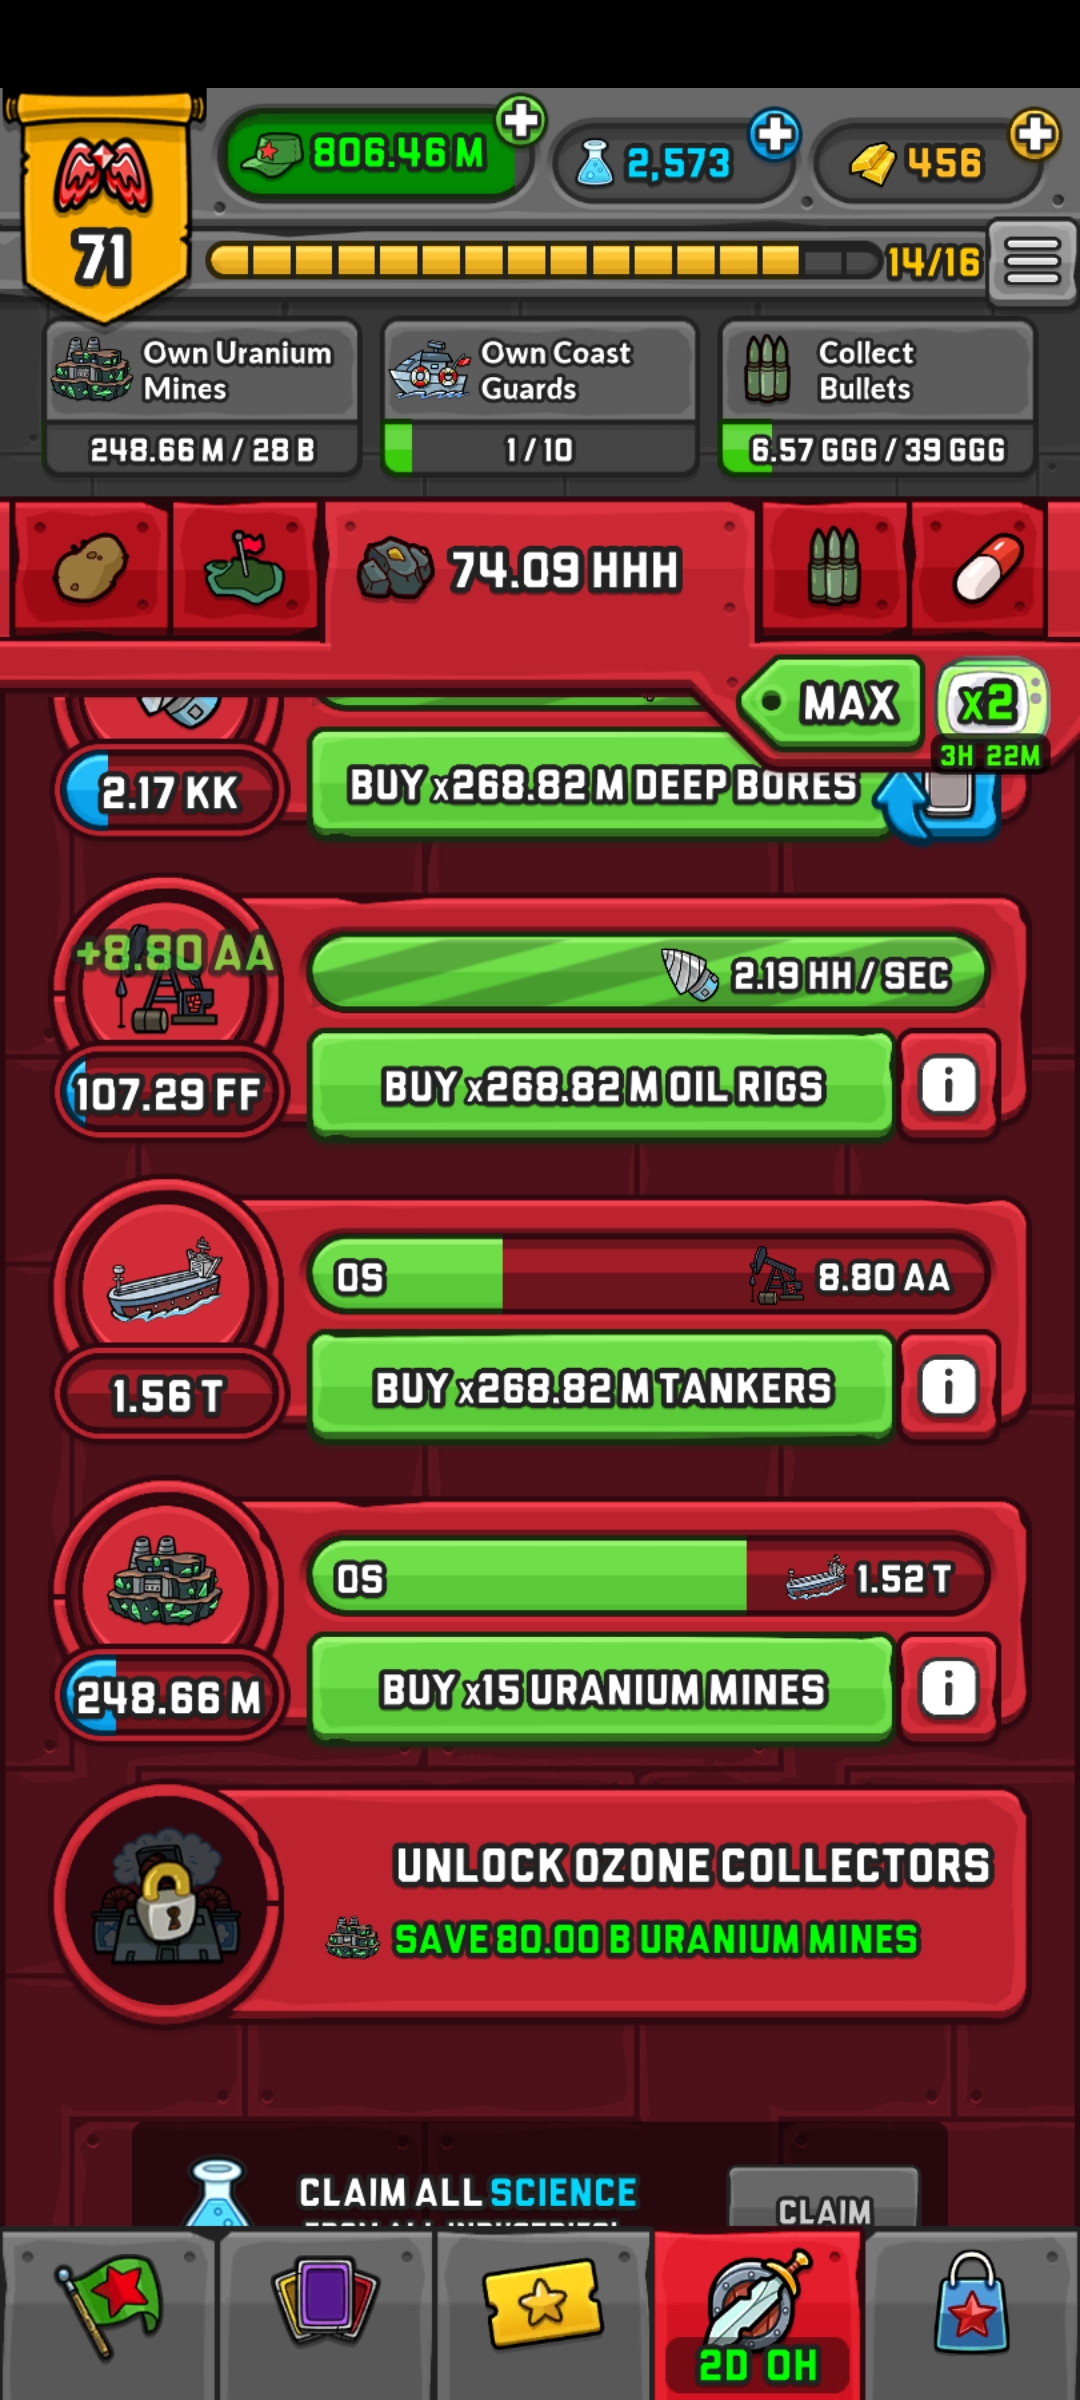 806.46 M
2,573
456
71
14/16
Own Uranium
Mines
248.66 M / 28 B
Own Coast
Guards
1 / 10
Collect
Bullets
6.57 GGG / 39 GGG
74.09 HHH
MAX
x2
3H 22M
2.17 KK
BUY x268.82 M DEEP BORES
+8.80 AA
2.19 HH / SEC
107.29 FF
BUY x268.82 M OIL RIGS
0S
8.80 AA
1.56 T
BUY x268.82 M TANKERS
0S
1.52 T
248.66 M
BUY x15 URANIUM MINES
UNLOCK OZONE COLLECTORS
SAVE 80.00 B URANIUM MINES
CLAIM ALL SCIENCE
CLAIM
2D 0H